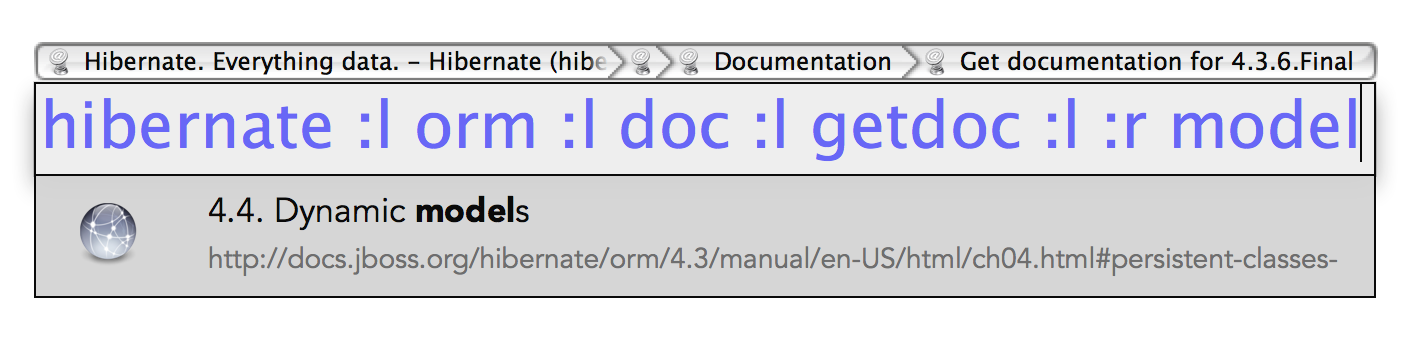 Hibernate. Everything data. – Hibernate (hibe Documentation Get documentation for 4.3.6.Final
hibernate :l orm :l doc :l getdoc :l :r model
4.4. Dynamic models
http://docs.jboss.org/hibernate/orm/4.3/manual/en-US/html/ch04.html#persistent-classes-